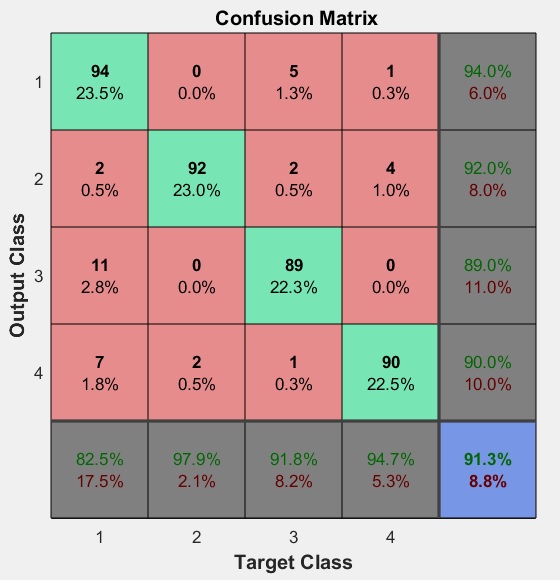 Confusion Matrix
1
94 0 5 1 94.0%
23.5% 0.0% 1.3% 0.3% 6.0%
2
2 92 2 4 92.0%
0.5% 23.0% 0.5% 1.0% 8.0%
3
11 0 89 0 89.0%
2.8% 0.0% 22.3% 0.0% 11.0%
4
7 2 1 90 90.0%
1.8% 0.5% 0.3% 22.5% 10.0%
82.5% 97.9% 91.8% 94.7% 91.3%
17.5% 2.1% 8.2% 5.3% 8.8%
1 2 3 4
Target Class
Output Class